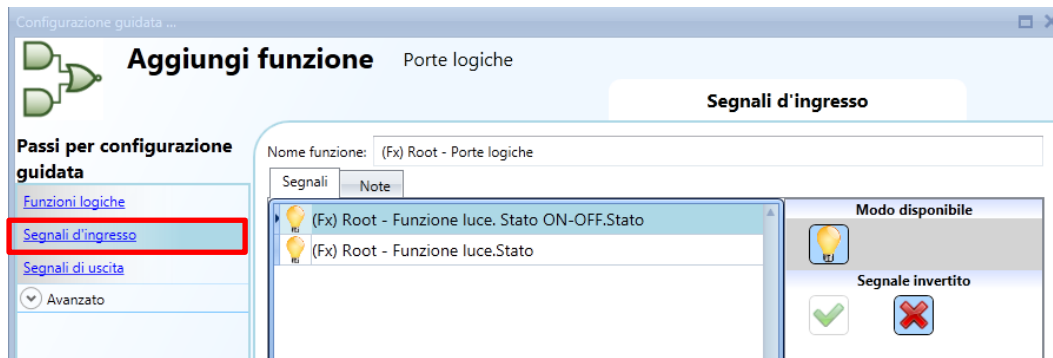 Configurazione guidata ...
Aggiungi funzione Porte logiche
Segnali d'ingresso
Passi per configurazione
guidata
Funzioni logiche
Segnali d'ingresso
Segnali di uscita
Avanzato
Nome funzione: (Fx) Root - Porte logiche
Segnali Note
(Fx) Root - Funzione luce. Stato ON-OFF.Stato
(Fx) Root - Funzione luce.Stato
Modo disponibile
Segnale invertito